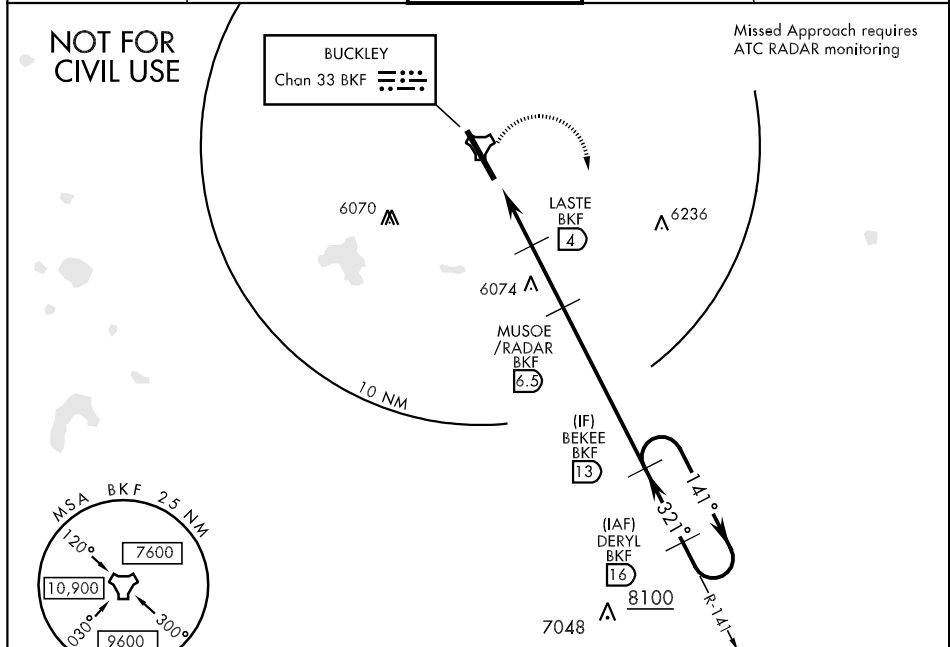 NOT FOR
CIVIL USE
BUCKLEY
Chan 33 BKF
Missed Approach requires
ATC RADAR monitoring
6070
LASTE
BKF
4
6236
6074
MUSOE
/RADAR
BKF
6.5
10 NM
(IF)
BEKEE
BKF
13
141°
321°
(IAF)
DERYL
BKF
16
8100
7048
R-141
MSA BKF 25 NM
120°
7600
10,900
030°
300°
9600